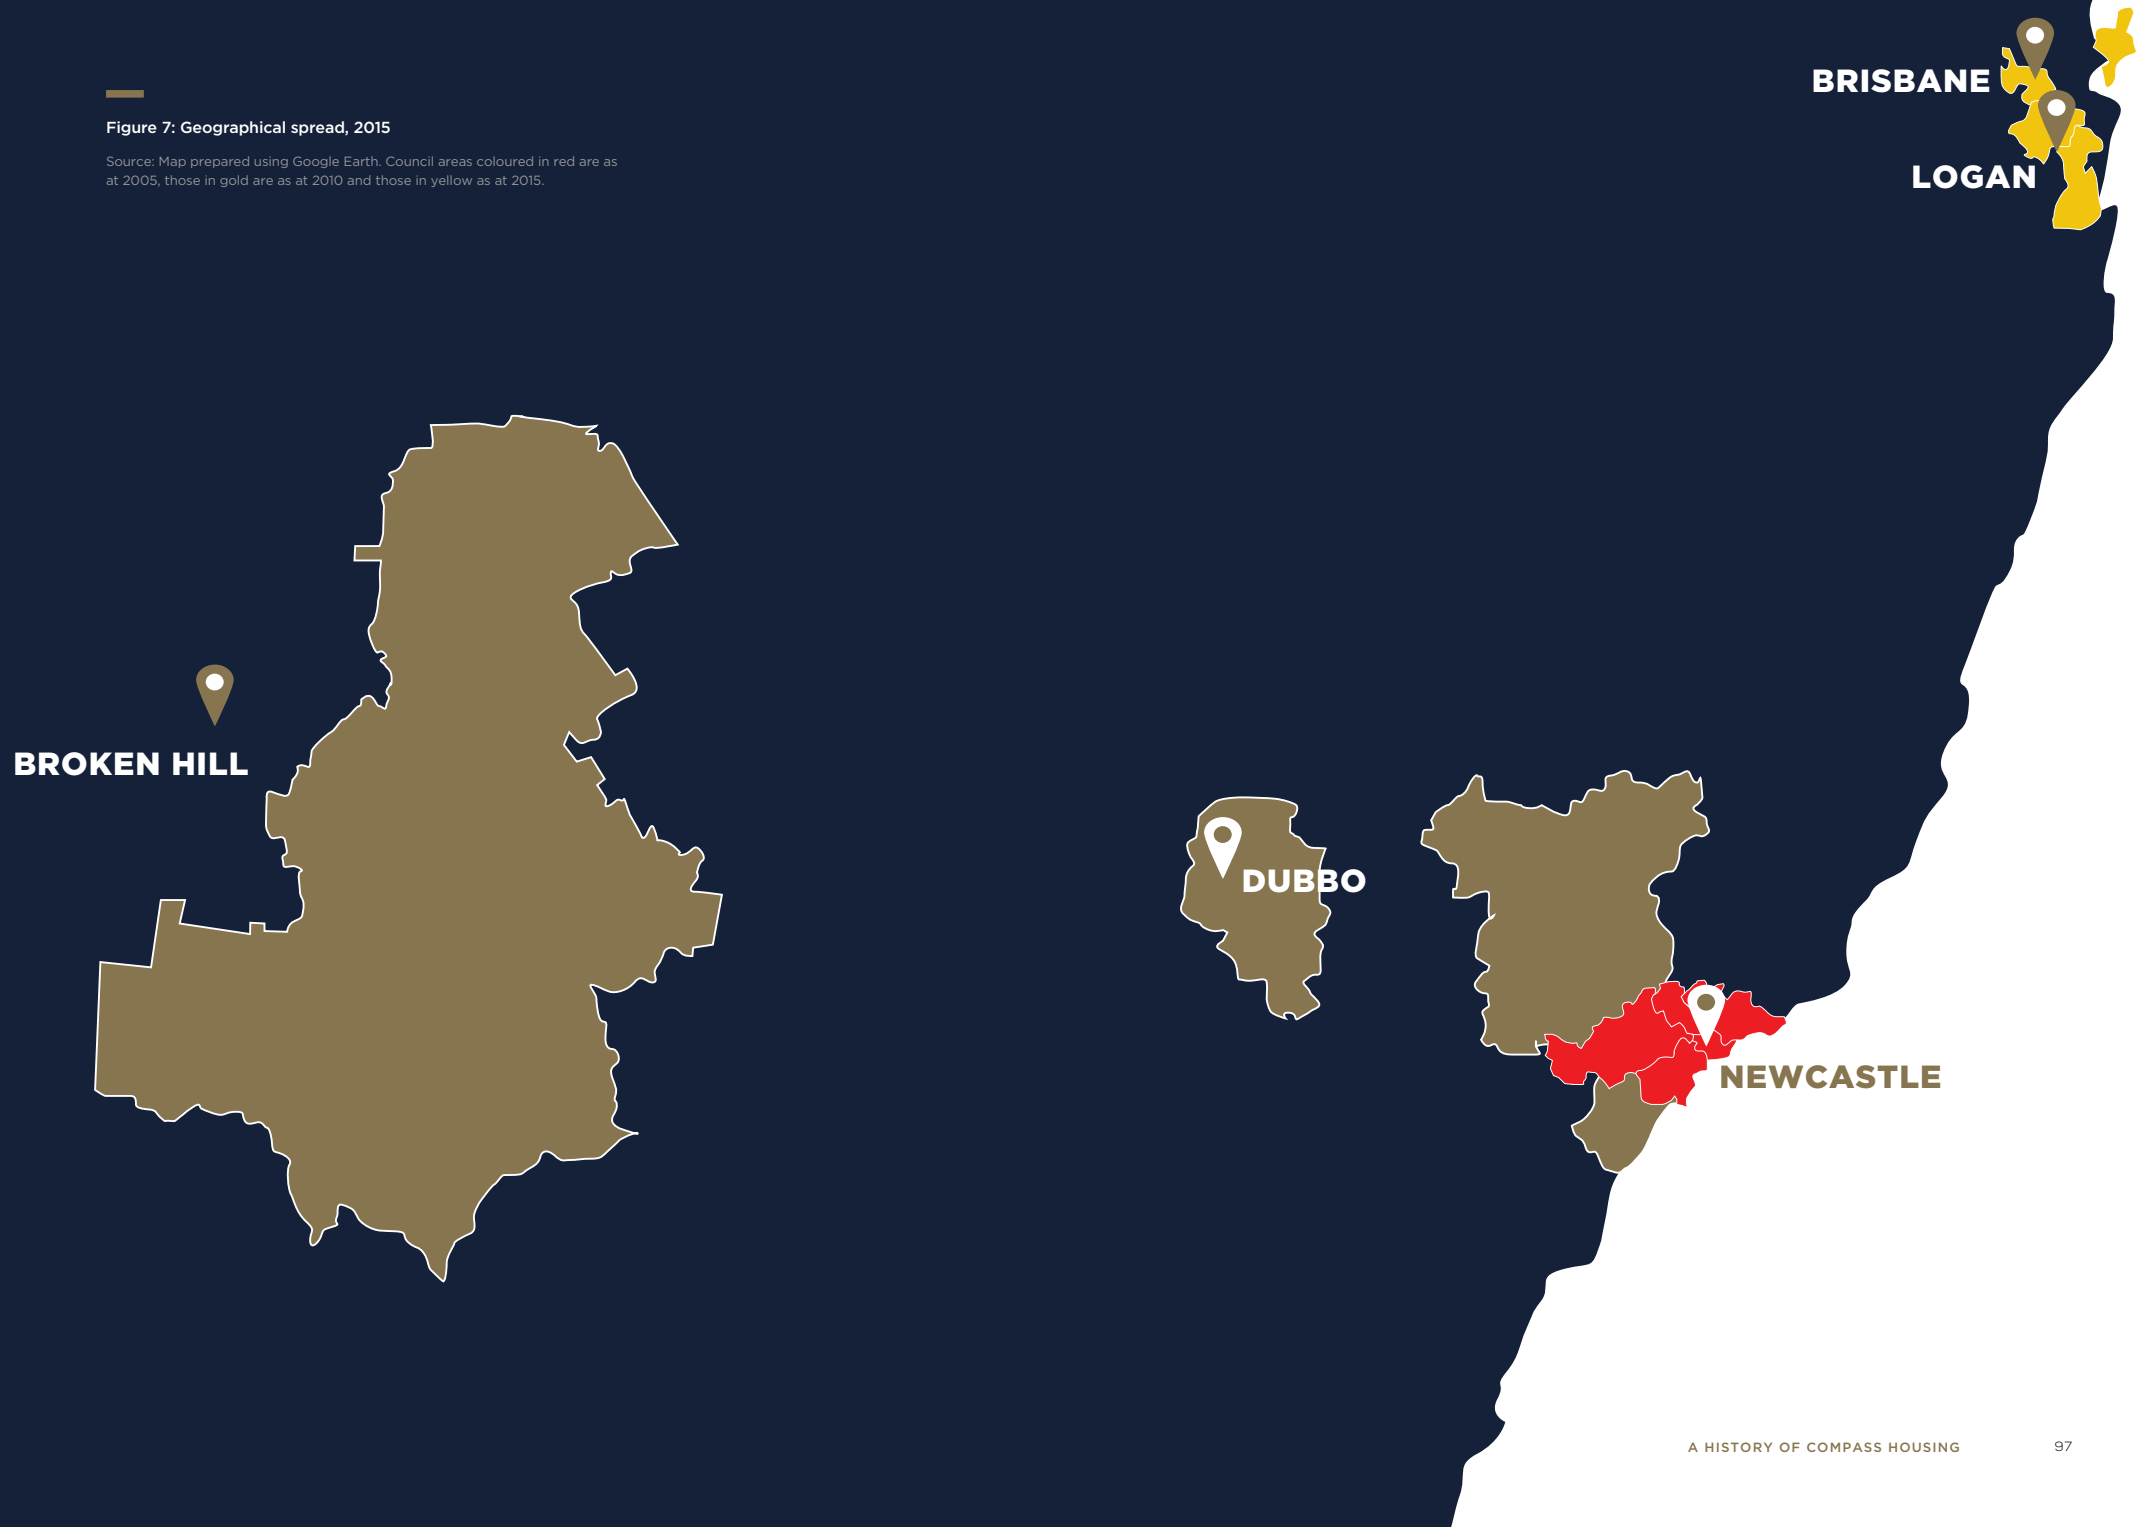 Figure 7: Geographical spread, 2015
Source: Map prepared using Google Earth. Council areas coloured in red are as
at 2005, those in gold are as at 2010 and those in yellow as at 2015.
BRISBANE
LOGAN
BROKEN HILL
DUBBO
NEWCASTLE
A HISTORY OF COMPASS HOUSING
97